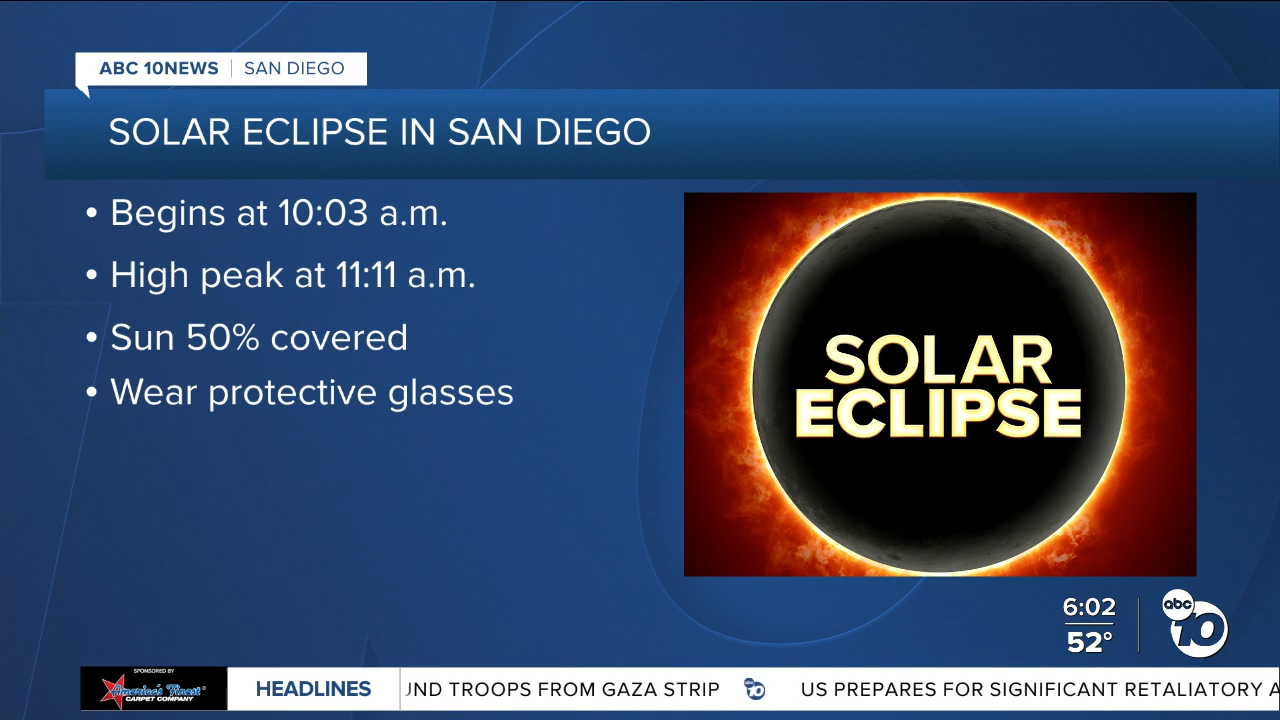 ABC 10NEWS | SAN DIEGO
SOLAR ECLIPSE IN SAN DIEGO
• Begins at 10:03 a.m.
• High peak at 11:11 a.m.
• Sun 50% covered
• Wear protective glasses
SOLAR
ECLIPSE
6:02
52°
abc
10
SPONSORED BY
America's Finest
CARPET COMPANY
HEADLINES
UND TROOPS FROM GAZA STRIP abc 10 US PREPARES FOR SIGNIFICANT RETALIATORY A